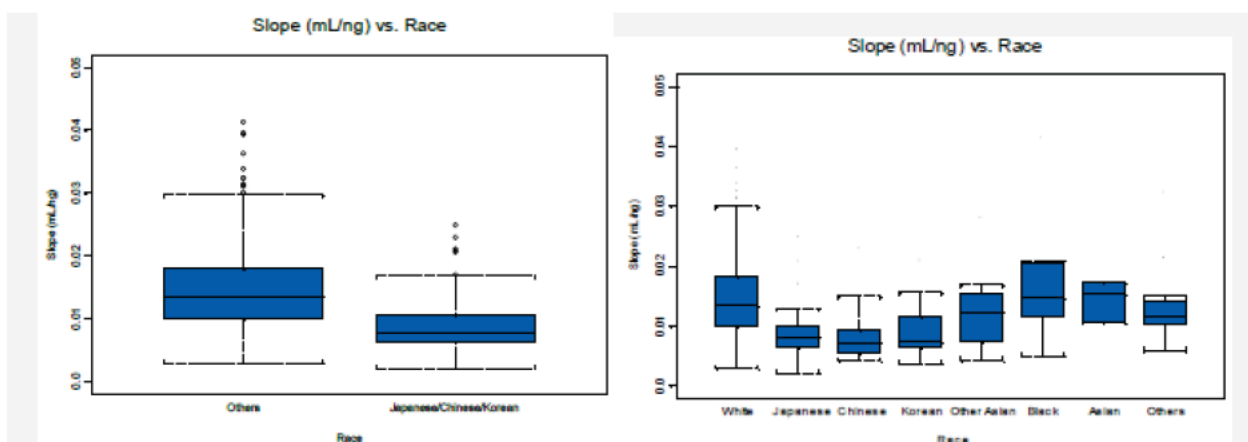 Slope (mL/ng) vs. Race
0.05
0.04
0.03
0.02
0.01
0.0
Slope (mL/ng)
Others
Japanese/Chinese/Korean
Race
Slope (mL/ng) vs. Race
0.05
0.04
0.03
0.02
0.01
0.0
Slope (mL/ng)
White
Japanese
Chinese
Korean
Other Asian
Black
Asian
Others
Race